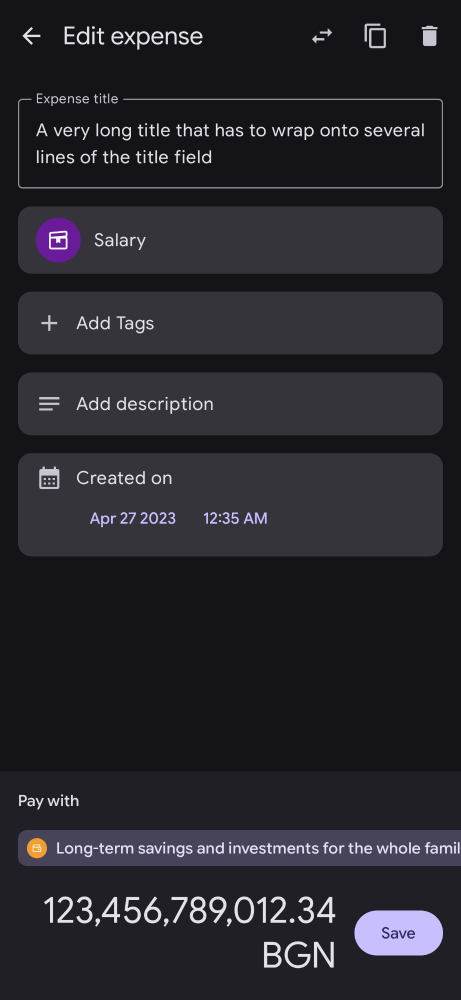 Edit expense
Expense title
A very long title that has to wrap onto several
lines of the title field
Salary
Add Tags
Add description
Created on
Apr 27 2023 12:35 AM
Pay with
Long-term savings and investments for the whole famil
123,456,789,012.34
BGN
Save